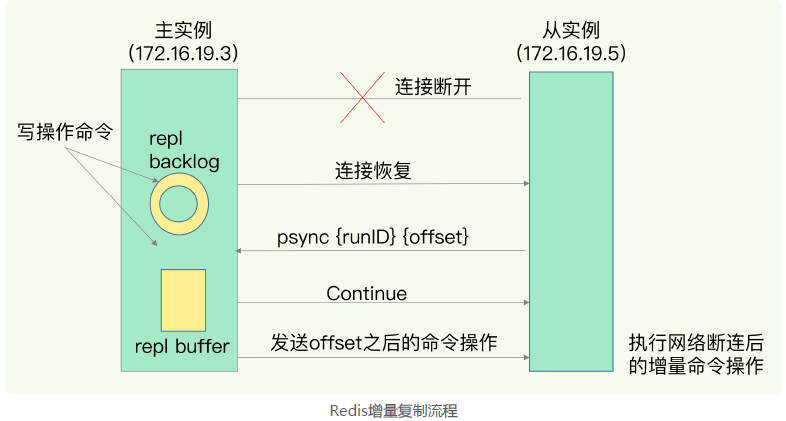 主实例
(172.16.19.3)
从实例
(172.16.19.5)
连接断开
写操作命令
repl
backlog
连接恢复
psync {runID} {offset}
Continue
repl buffer
发送offset之后的命令操作
执行网络断连后
的增量命令操作
Redis增量复制流程